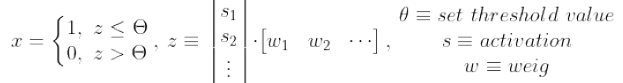 x = { 1, z ≤ Θ
0, z > Θ , z ≡ | s₁ s₂ ⋮ | · [ w₁ w₂ ⋯ ] ,
θ ≡ set threshold value
s ≡ activation
w ≡ weig